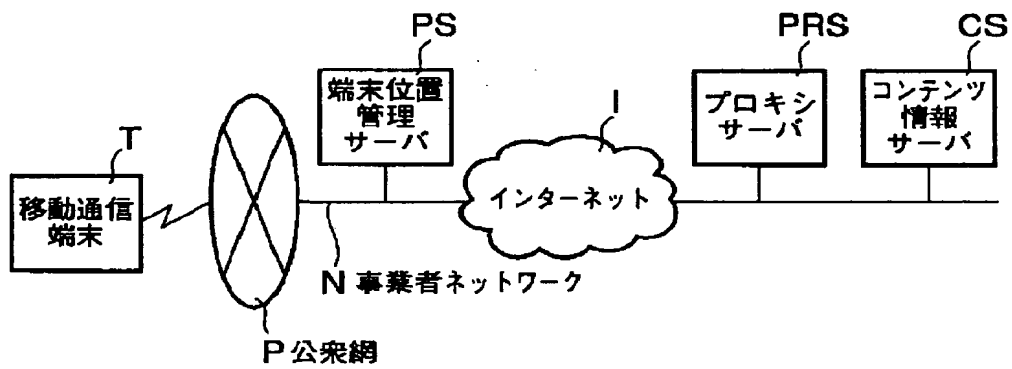 PS
PRS
CS
端末位置
管理
サーバ
プロキシ
サーバ
コンテンツ
情報
サーバ
T
I
移動通信
端末
インターネット
N 事業者ネットワーク
P 公衆網